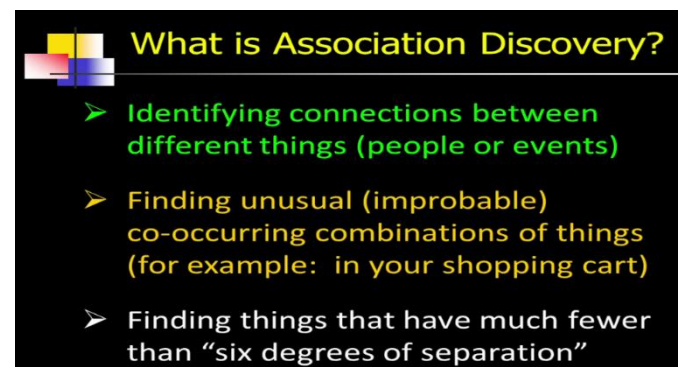 What is Association Discovery?
➢ Identifying connections between
different things (people or events)
➢ Finding unusual (improbable)
co-occurring combinations of things
(for example: in your shopping cart)
➢ Finding things that have much fewer
than “six degrees of separation”